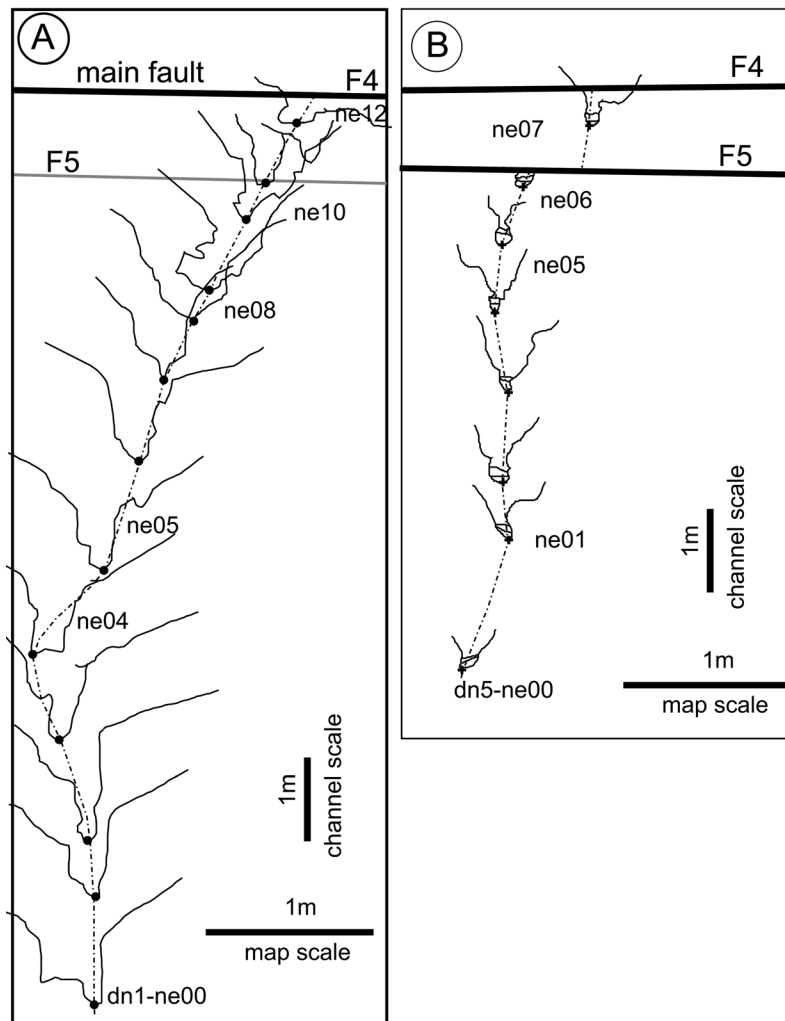 A
main fault
F4
ne12
F5
ne10
ne08
ne05
ne04
1m
channel scale
1m
map scale
dn1-ne00
B
F4
ne07
F5
ne06
ne05
ne01
1m
channel scale
1m
map scale
dn5-ne00